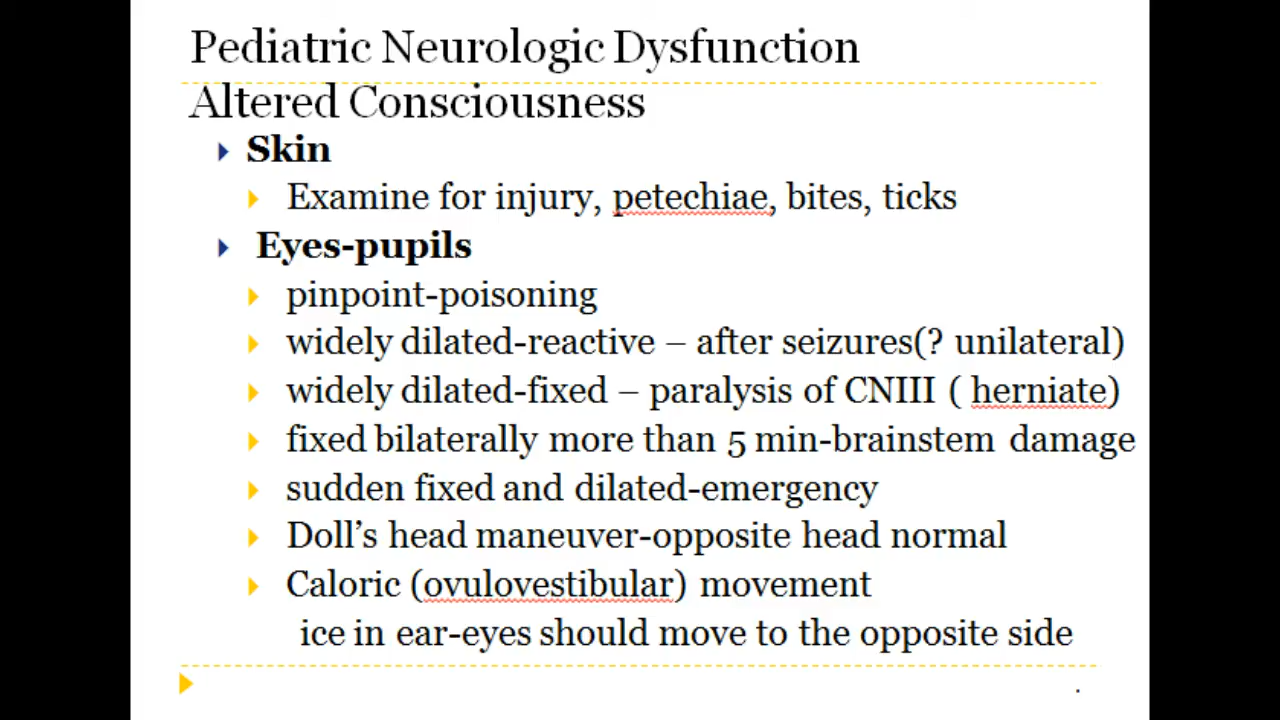 Pediatric Neurologic Dysfunction
Altered Consciousness
Skin
Examine for injury, petechiae, bites, ticks
Eyes-pupils
pinpoint-poisoning
widely dilated-reactive – after seizures(? unilateral)
widely dilated-fixed – paralysis of CNIII ( herniate)
fixed bilaterally more than 5 min-brainstem damage
sudden fixed and dilated-emergency
Doll’s head maneuver-opposite head normal
Caloric (ovulovestibular) movement
ice in ear-eyes should move to the opposite side
.